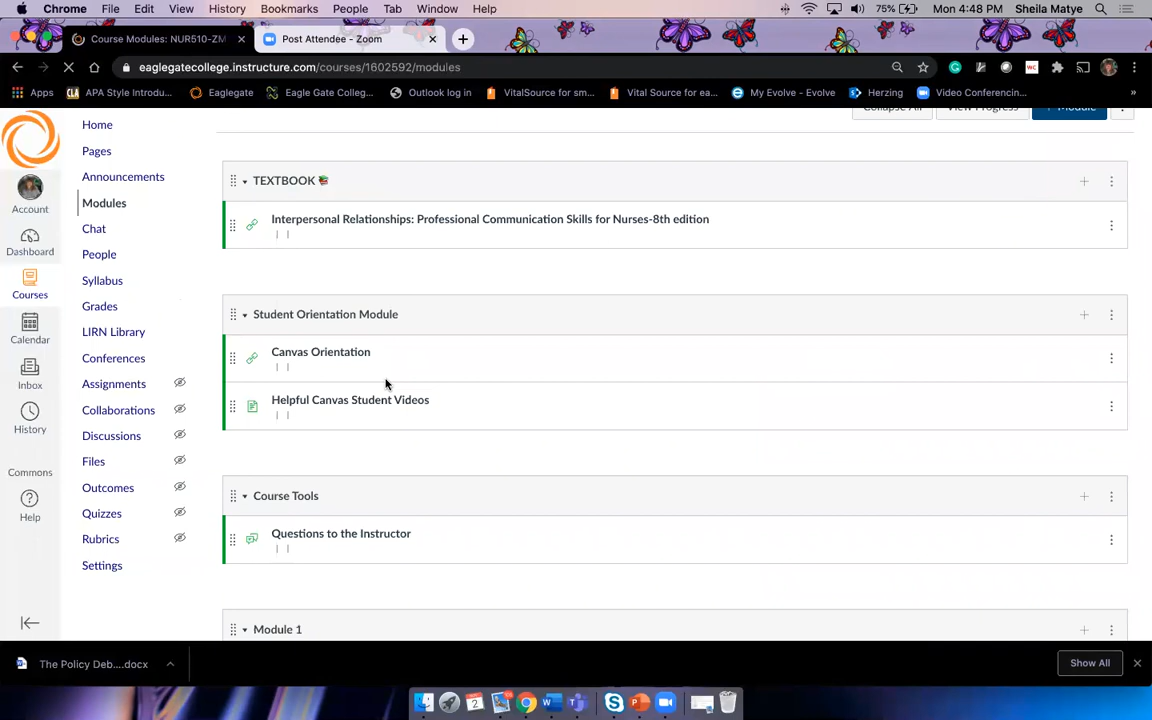 Chrome File Edit View History Bookmarks People Tab Window Help 75% Mon 4:48 PM Sheila Matye
Course Modules: NUR510-ZM Post Attendee - Zoom
eaglegatecollege.instructure.com/courses/1602592/modules
Apps APA Style Introdu... Eaglegate Eagle Gate Colleg... Outlook log in VitalSource for sm... Vital Source for ea... My Evolve - Evolve Herzing Video Conferencin... »
Collapse All View Progress + Module
Home
Pages
Announcements
Modules
Chat
People
Syllabus
Grades
LIRN Library
Conferences
Assignments
Collaborations
Discussions
Files
Outcomes
Quizzes
Rubrics
Settings
Account
Dashboard
Courses
Calendar
Inbox
History
Commons
Help
TEXTBOOK
Interpersonal Relationships: Professional Communication Skills for Nurses-8th edition
Student Orientation Module
Canvas Orientation
Helpful Canvas Student Videos
Course Tools
Questions to the Instructor
Module 1
The Policy Deb....docx
Show All